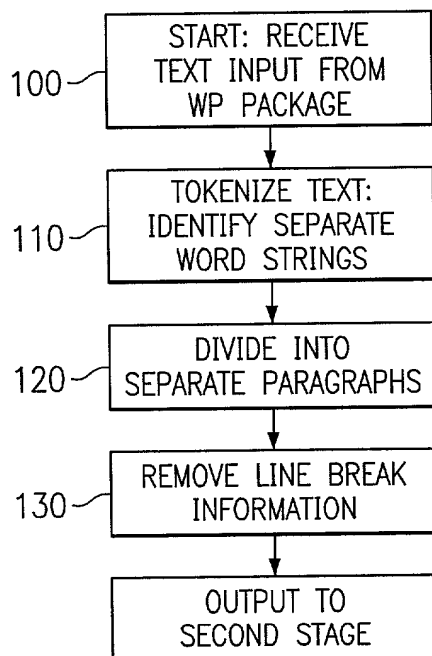 START: RECEIVE
TEXT INPUT FROM
WP PACKAGE
100
TOKENIZE TEXT:
IDENTIFY SEPARATE
WORD STRINGS
110
DIVIDE INTO
SEPARATE PARAGRAPHS
120
REMOVE LINE BREAK
INFORMATION
130
OUTPUT TO
SECOND STAGE